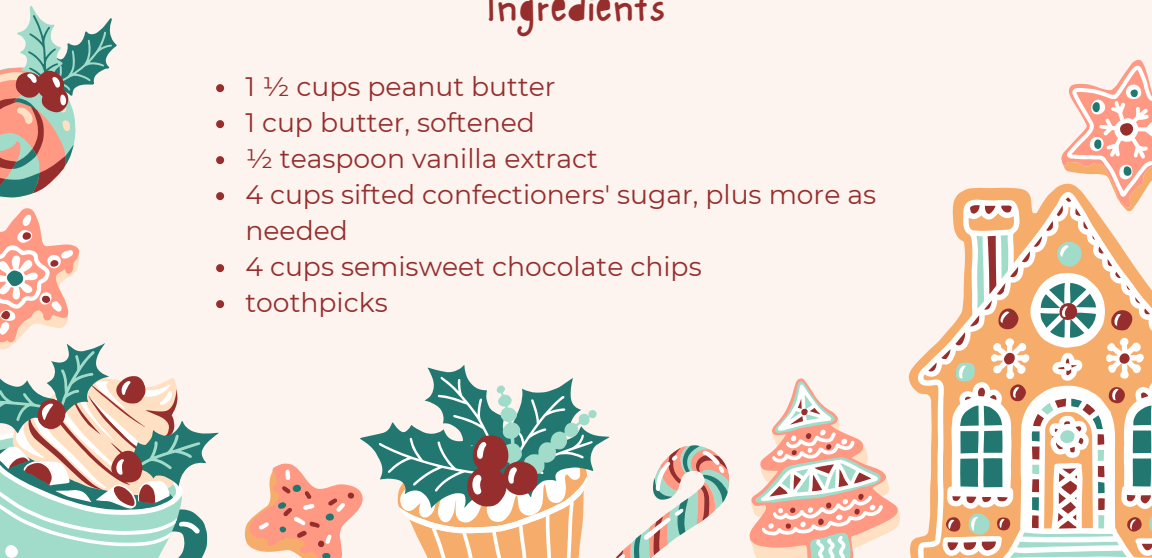 Ingredients
• 1 ½ cups peanut butter
• 1 cup butter, softened
• ½ teaspoon vanilla extract
• 4 cups sifted confectioners' sugar, plus more as
needed
• 4 cups semisweet chocolate chips
• toothpicks